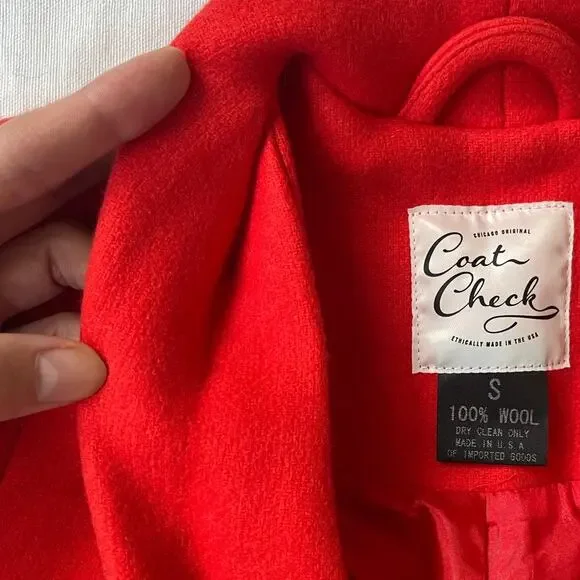 CHICAGO ORIGINAL
Coat
Check
ETHICALLY MADE IN THE USA
S
100% WOOL
DRY CLEAN ONLY
MADE IN U.S.A
OF IMPORTED GOODS